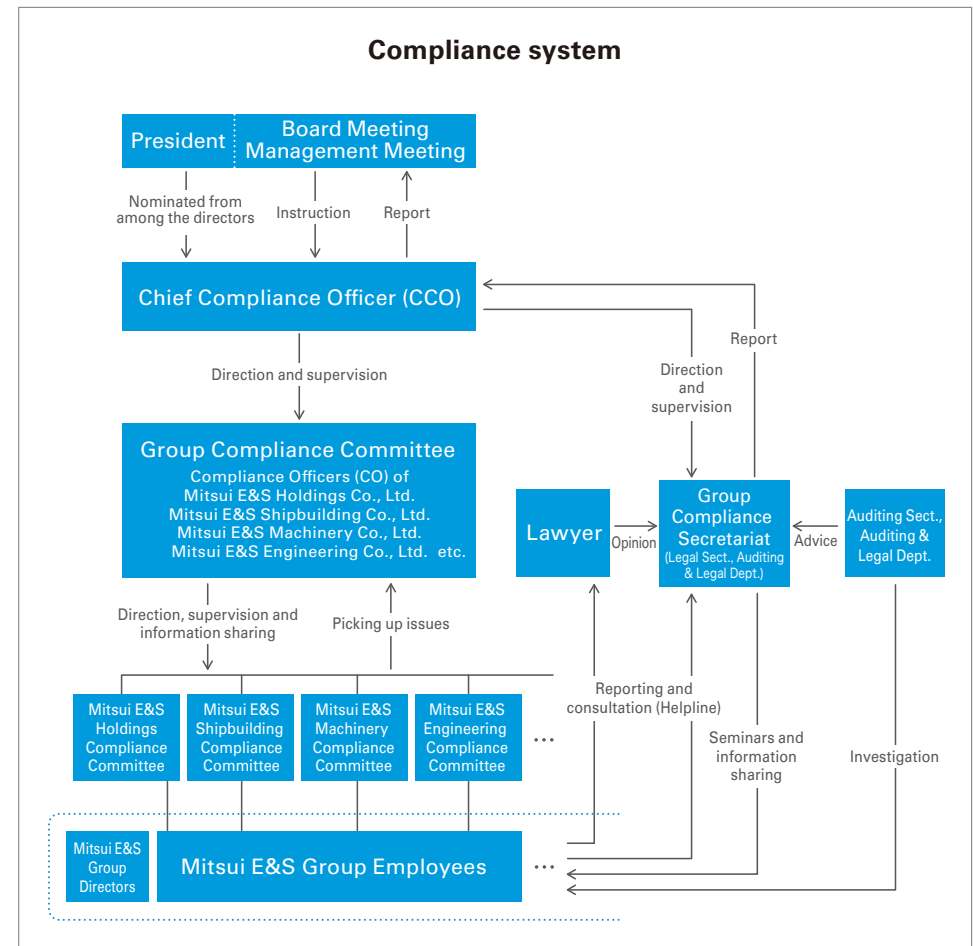 Compliance system
President
Board Meeting
Management Meeting
Nominated from
among the directors
Instruction
Report
Chief Compliance Officer (CCO)
Report
Direction
and
supervision
Direction and supervision
Group Compliance Committee
Compliance Officers (CO) of
Mitsui E&S Holdings Co., Ltd.
Mitsui E&S Shipbuilding Co., Ltd.
Mitsui E&S Machinery Co., Ltd.
Mitsui E&S Engineering Co., Ltd. etc.
Lawyer
Opinion
Group
Compliance
Secretariat
(Legal Sect., Auditing
& Legal Dept.)
Advice
Auditing Sect.,
Auditing &
Legal Dept.
Direction, supervision and
information sharing
Picking up issues
Mitsui E&S
Holdings
Compliance
Committee
Mitsui E&S
Shipbuilding
Compliance
Committee
Mitsui E&S
Machinery
Compliance
Committee
Mitsui E&S
Engineering
Compliance
Committee
...
Reporting and
consultation (Helpline)
Seminars and
information
sharing
Investigation
Mitsui E&S
Group
Directors
Mitsui E&S Group Employees
...